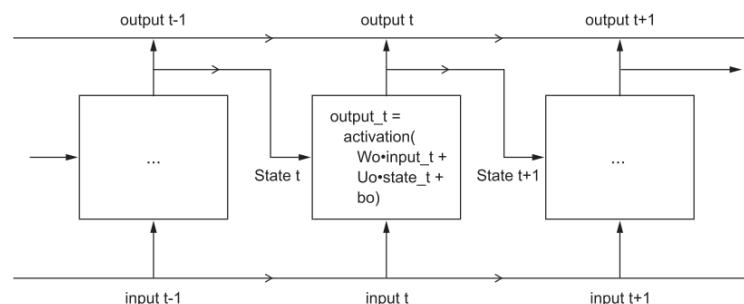 output t-1
output t
output t+1
output_t =
activation(
Wo•input_t +
Uo•state_t +
bo)
...
...
State t
State t+1
input t-1
input t
input t+1